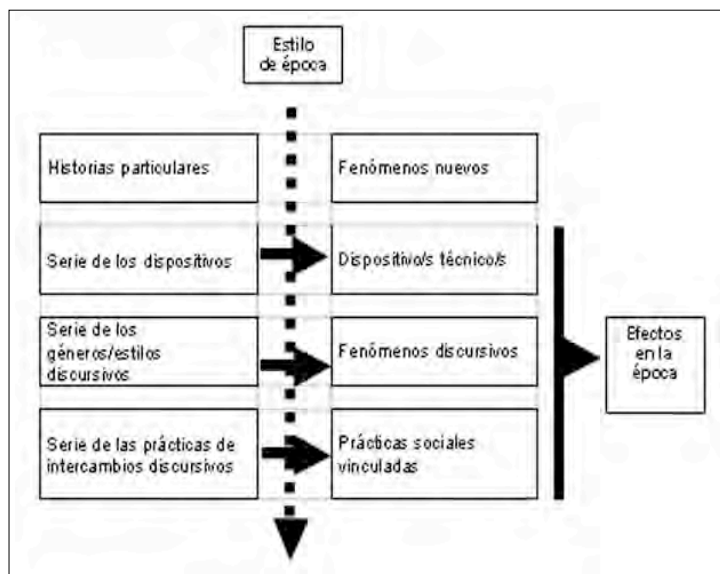 Estilo
de época
Historias particulares
Fenómenos nuevos
Serie de los dispositivos
Dispositivo/s técnico/s
Serie de los
géneros/estilos
discursivos
Fenómenos discursivos
Serie de las prácticas de
intercambios discursivos
Prácticas sociales
vinculadas
Efectos
en la
época